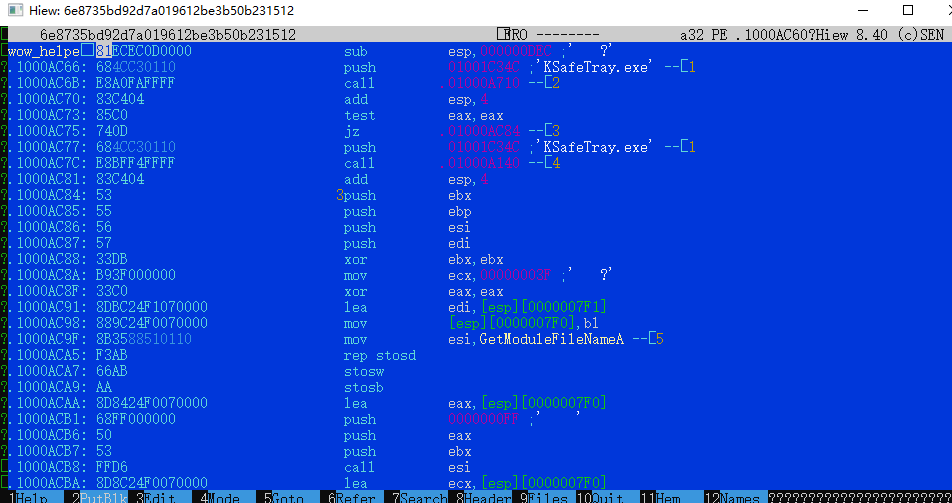 Hiew: 6e8735bd92d7a019612be3b50b231512
6e8735bd92d7a019612be3b50b231512 FRO -------- a32 PE .1000AC60?Hiew 8.40 (c)SEN
wow_helpe 81ECEC0D0000 sub esp,
?.1000AC66: 684CC30110 push .01001C34C ;'KSafeTray.exe' --[1
?.1000AC6B: E8A0FAFFFF call .01000A710 --[2
?.1000AC70: 83C404 add esp,4
?.1000AC73: 85C0 test eax,eax
?.1000AC75: 740D jz .01000AC84 --[3
?.1000AC77: 684CC30110 push 01001C34C ;'KSafeTray.exe' --[1
?.1000AC7C: E8BFF4FFFF call .01000A140 --[4
?.1000AC81: 83C404 add esp,4
?.1000AC84: 53 3push ebx
?.1000AC85: 55 push ebp
?.1000AC86: 56 push esi
?.1000AC87: 57 push edi
?.1000AC88: 33DB xor ebx,ebx
?.1000AC8A: B93F000000 mov ecx,00000003F ;' ?'
?.1000AC8F: 33C0 xor eax,eax
?.1000AC91: 8DBC24F1070000 lea edi,[esp][0000007F1]
?.1000AC98: 889C24F0070000 mov [esp][0000007F0],bl
?.1000AC9F: 8B3588510110 mov esi,GetModuleFileNameA --[5
?.1000ACA5: F3AB rep stosd
?.1000ACA7: 66AB stosw
?.1000ACA9: AA stosb
?.1000ACAA: 8D8424F0070000 lea eax,[esp][0000007F0]
?.1000ACB1: 68FF000000 push 0000000FF ;' '
?.1000ACB6: 50 push eax
?.1000ACB7: 53 push ebx
.1000ACB8: FFD6 call esi
.1000ACBA: 8D8C24F0070000 lea ecx,[esp][0000007F0]
1Help 2PutBlk 3Edit 4Mode 5Goto 6Refer 7Search 8Header 9Files 10Quit 11Hem 12Names